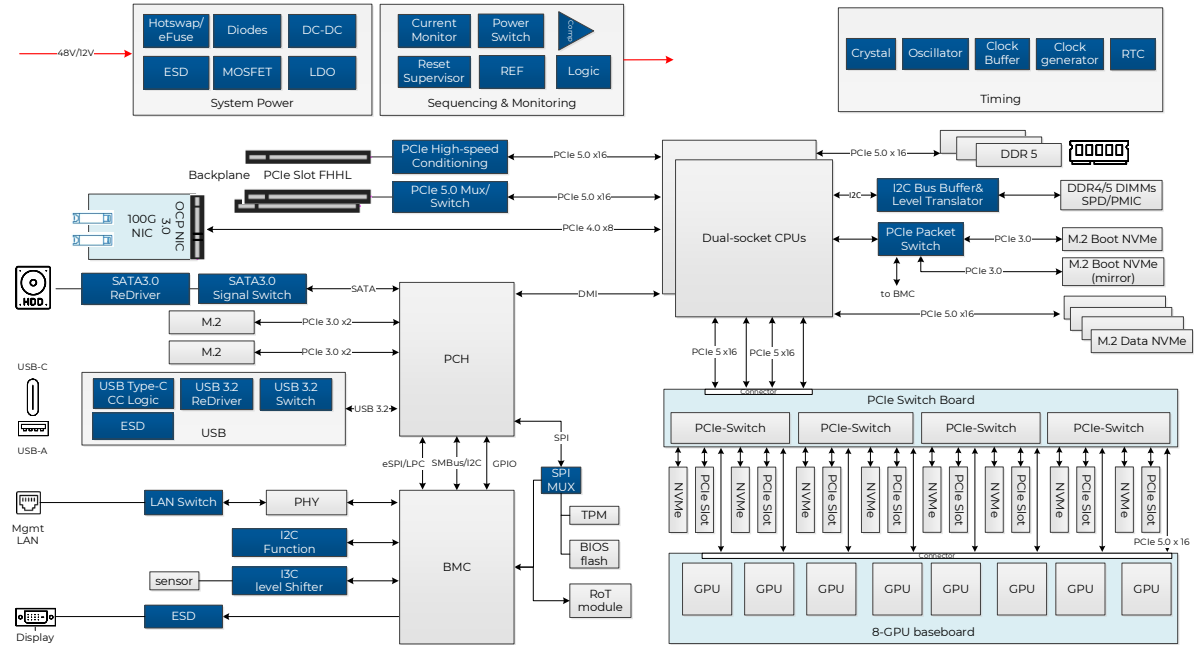 48V/12V
Hotswap/
eFuse
Diodes
DC-DC
ESD
MOSFET
LDO
System Power
Current
Monitor
Power
Switch
Comp
Reset
Supervisor
REF
Logic
Sequencing & Monitoring
Crystal
Oscillator
Clock
Buffer
Clock
generator
RTC
Timing
Backplane
PCIe Slot FHHL
PCIe High-speed
Conditioning
PCIe 5.0 x16
PCIe 5.0 Mux/
Switch
PCIe 5.0 x16
100G
NIC
OCP NIC
3.0
PCIe 4.0 x8
Dual-socket CPUs
PCIe 5.0 x 16
DDR 5
I2C
I2C Bus Buffer&
Level Translator
DDR4/5 DIMMs
SPD/PMIC
PCIe Packet
Switch
PCIe 3.0
M.2 Boot NVMe
PCIe 3.0
M.2 Boot NVMe
(mirror)
to BMC
PCIe 5.0 x16
M.2 Data NVMe
HDD
SATA3.0
ReDriver
SATA3.0
Signal Switch
SATA
DMI
M.2
PCIe 3.0 x2
M.2
PCIe 3.0 x2
PCH
PCIe 5 x16
PCIe 5 x16
USB-C
USB-A
USB Type-C
CC Logic
USB 3.2
ReDriver
USB 3.2
Switch
ESD
USB
USB 3.2
Connector
PCIe Switch Board
PCIe-Switch
PCIe-Switch
PCIe-Switch
PCIe-Switch
SPI
eSPI/LPC
SMBus/I2C
GPIO
SPI
MUX
NVMe
PCIe Slot
NVMe
PCIe Slot
NVMe
PCIe Slot
NVMe
PCIe Slot
NVMe
PCIe Slot
NVMe
PCIe Slot
NVMe
PCIe Slot
NVMe
PCIe Slot
PCIe 5.0 x 16
Mgmt
LAN
LAN Switch
PHY
TPM
I2C
Function
BIOS
flash
sensor
I3C
level Shifter
BMC
RoT
module
Display
ESD
Connector
GPU
GPU
GPU
GPU
GPU
GPU
GPU
GPU
8-GPU baseboard